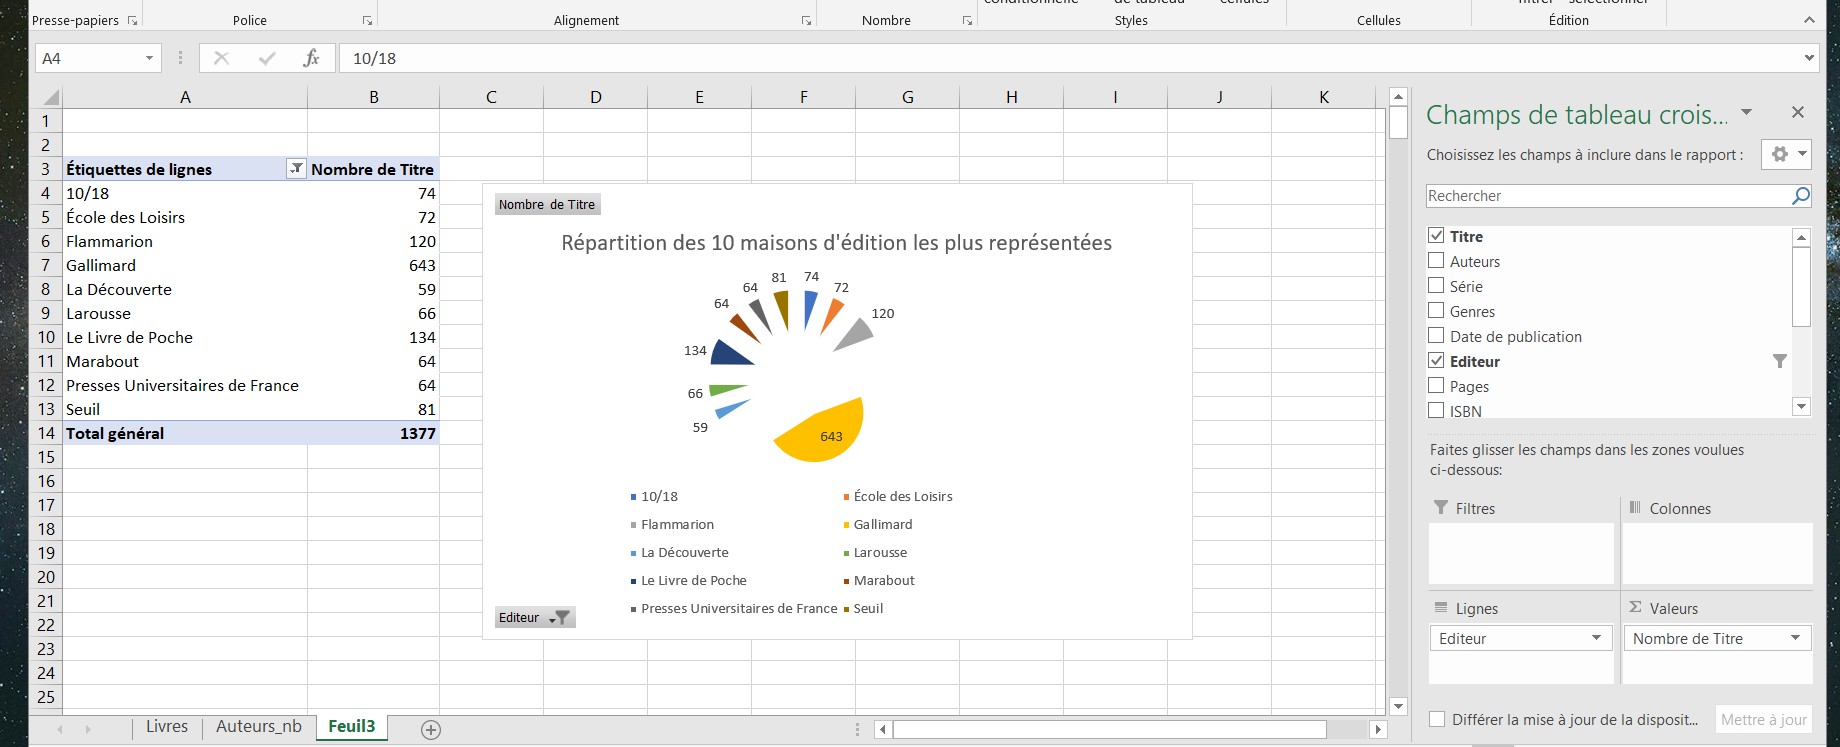 Presse-papiers
Police
Alignement
Nombre
Styles
Cellules
Édition
A4
fx
10/18
A B C D E F G H I J K
1
2
3 Étiquettes de lignes Nombre de Titre
4 10/18 74
5 École des Loisirs 72
6 Flammarion 120
7 Gallimard 643
8 La Découverte 59
9 Larousse 66
10 Le Livre de Poche 134
11 Marabout 64
12 Presses Universitaires de France 64
13 Seuil 81
14 Total général 1377
15
16
17
18
19
20
21
22
23
24
25
Nombre de Titre
Répartition des 10 maisons d'édition les plus représentées
81 74
64 72
64 120
134
66
59
643
10/18 École des Loisirs
Flammarion Gallimard
La Découverte Larousse
Le Livre de Poche Marabout
Presses Universitaires de France Seuil
Editeur
Livres Auteurs_nb Feuil3
Champs de tableau crois...
Choisissez les champs à inclure dans le rapport :
Rechercher
Titre
Auteurs
Série
Genres
Date de publication
Editeur
Pages
ISBN
Faites glisser les champs dans les zones voulues
ci-dessous:
Filtres
Colonnes
Lignes
Σ Valeurs
Editeur
Nombre de Titre
Différer la mise à jour de la disposit...
Mettre à jour